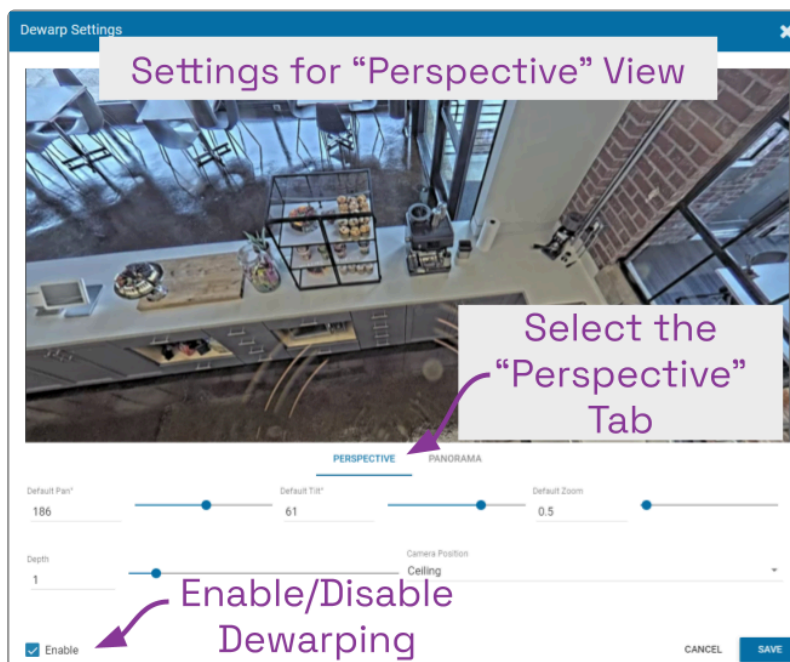 Dewarp Settings
Settings for “Perspective” View
Select the
“Perspective”
Tab
PERSPECTIVE PANORAMA
Default Pan* Default Tilt* Default Zoom
186 61 0.5
Depth Camera Position
1 Ceiling
Enable/Disable
Dewarping
Enable CANCEL SAVE